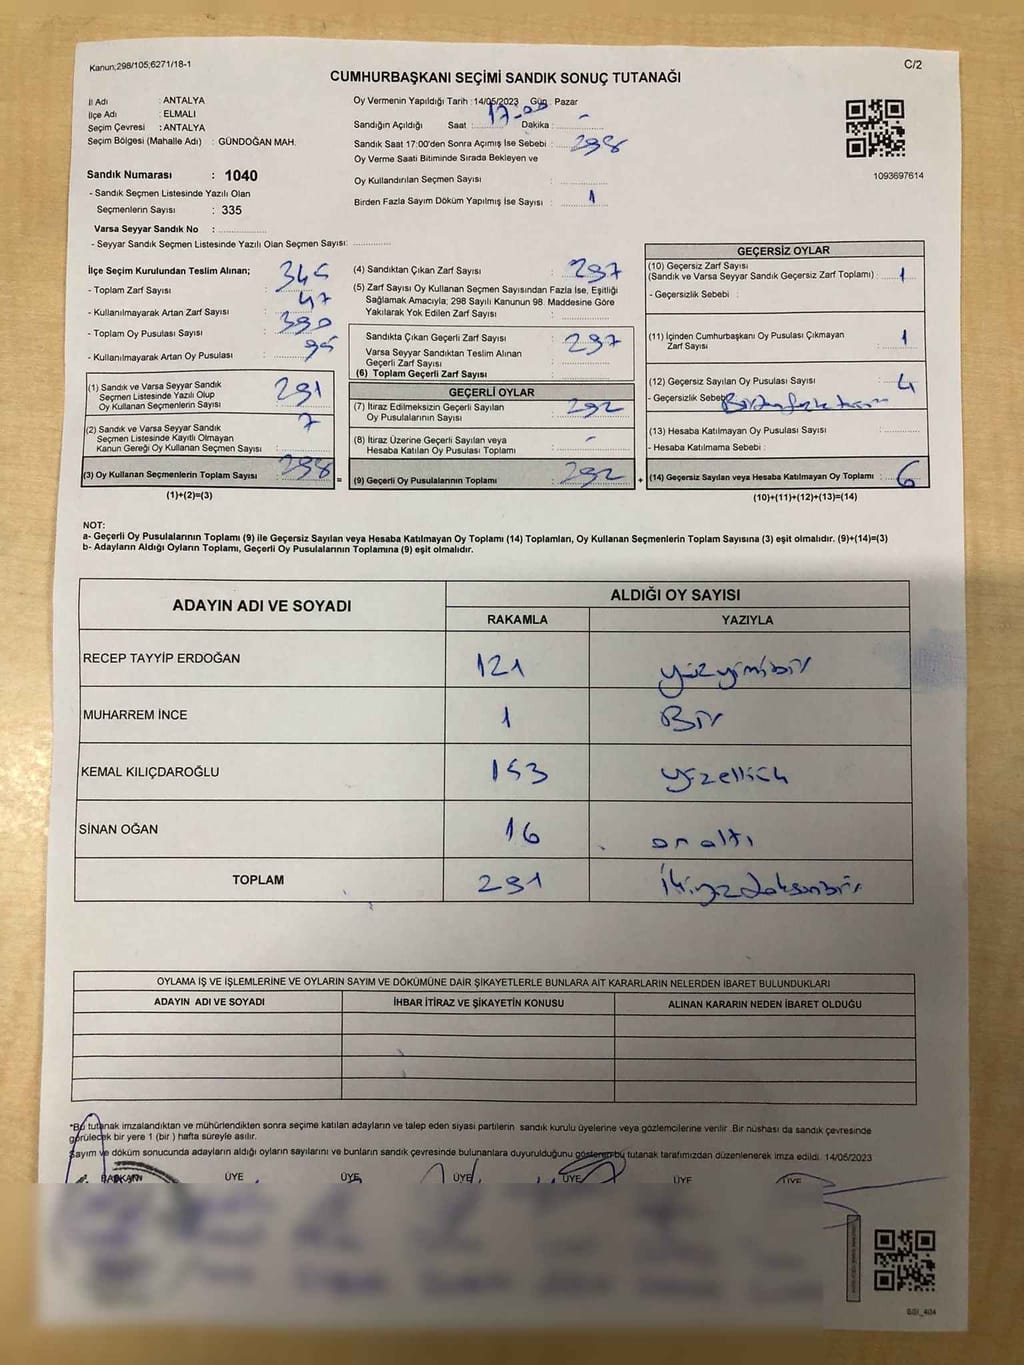 Kanun;298/105;6271/18-1
C/2
CUMHURBAŞKANI SEÇİMİ SANDIK SONUÇ TUTANAĞI
İl Adı : ANTALYA
İlçe Adı : ELMALI
Seçim Çevresi : ANTALYA
Seçim Bölgesi (Mahalle Adı) : GÜNDOĞAN MAH.
Sandık Numarası : 1040
- Sandık Seçmen Listesinde Yazılı Olan
Seçmenlerin Sayısı : 335
Varsa Seyyar Sandık No :
- Seyyar Sandık Seçmen Listesinde Yazılı Olan Seçmen Sayısı:
Oy Vermenin Yapıldığı Tarih : 14/05/2023 Gün : Pazar
Sandığın Açıldığı Saat : 17-00 Dakika : -
Sandık Saat 17:00'den Sonra Açımış İse Sebebi : 298
Oy Verme Saati Bitiminde Sırada Bekleyen ve
Oy Kullandırılan Seçmen Sayısı :
Birden Fazla Sayım Döküm Yapılmış İse Sayısı : 1
1093697614
İlçe Seçim Kurulundan Teslim Alınan;
- Toplam Zarf Sayısı : 345
- Kullanılmayarak Artan Zarf Sayısı : 47
- Toplam Oy Pusulası Sayısı : 390
- Kullanılmayarak Artan Oy Pusulası :
(1) Sandık ve Varsa Seyyar Sandık
Seçmen Listesinde Yazılı Olup
Oy Kullanan Seçmenlerin Sayısı : 291
(2) Sandık ve Varsa Seyyar Sandık
Seçmen Listesinde Kayıtlı Olmayan
Kanun Gereği Oy Kullanan Seçmen Sayısı : 7
(3) Oy Kullanan Seçmenlerin Toplam Sayısı : 298
(1)+(2)=(3)
(4) Sandıktan Çıkan Zarf Sayısı : 297
(5) Zarf Sayısı Oy Kullanan Seçmen Sayısından Fazla İse, Eşitliği
Sağlamak Amacıyla; 298 Sayılı Kanunun 98. Maddesine Göre
Yakılarak Yok Edilen Zarf Sayısı :
Sandıkta Çıkan Geçerli Zarf Sayısı : 297
Varsa Seyyar Sandıktan Teslim Alınan
Geçerli Zarf Sayısı :
(6) Toplam Geçerli Zarf Sayısı :
GEÇERLİ OYLAR
(7) İtiraz Edilmeksizin Geçerli Sayılan
Oy Pusulalarının Sayısı : 292
(8) İtiraz Üzerine Geçerli Sayılan veya
Hesaba Katılan Oy Pusulası Toplamı : -
= (9) Geçerli Oy Pusulalarının Toplamı : 292 +
GEÇERSİZ OYLAR
(10) Geçersiz Zarf Sayısı
(Sandık ve Varsa Seyyar Sandık Geçersiz Zarf Toplamı) : 1
- Geçersizlik Sebebi :
(11) İçinden Cumhurbaşkanı Oy Pusulası Çıkmayan
Zarf Sayısı : 1
(12) Geçersiz Sayılan Oy Pusulası Sayısı : 4
- Geçersizlik Sebebi
(13) Hesaba Katılmayan Oy Pusulası Sayısı :
- Hesaba Katılmama Sebebi :
(14) Geçersiz Sayılan veya Hesaba Katılmayan Oy Toplamı : 6
(10)+(11)+(12)+(13)=(14)
NOT:
a- Geçerli Oy Pusulalarının Toplamı (9) ile Geçersiz Sayılan veya Hesaba Katılmayan Oy Toplamı (14) Toplamları, Oy Kullanan Seçmenlerin Toplam Sayısına (3) eşit olmalıdır. (9)+(14)=(3)
b- Adayların Aldığı Oyların Toplamı, Geçerli Oy Pusulalarının Toplamına (9) eşit olmalıdır.
ADAYIN ADI VE SOYADI
ALDIĞI OY SAYISI
RAKAMLA YAZIYLA
RECEP TAYYİP ERDOĞAN 121 yüzyirmibir
MUHARREM İNCE 1 Bir
KEMAL KILIÇDAROĞLU 153 yüzelliüç
SİNAN OĞAN 16 on altı
TOPLAM 291 ikiyüzdoksanbir
OYLAMA İŞ VE İŞLEMLERİNE VE OYLARIN SAYIM VE DÖKÜMÜNE DAİR ŞİKAYETLERLE BUNLARA AİT KARARLARIN NELERDEN İBARET BULUNDUKLARI
ADAYIN ADI VE SOYADI İHBAR İTİRAZ VE ŞİKAYETİN KONUSU ALINAN KARARIN NEDEN İBARET OLDUĞU
*Bu tutanak imzalandıktan ve mühürlendikten sonra seçime katılan adayların ve talep eden siyasi partilerin sandık kurulu üyelerine veya gözlemcilerine verilir .Bir nüshası da sandık çevresinde
görülecek bir yere 1 (bir ) hafta süreyle asılır.
Sayım ve döküm sonucunda adayların aldığı oyların sayılarını ve bunların sandık çevresinde bulunanlara duyurulduğunu gösteren bu tutanak tarafımızdan düzenlenerek imza edildi. 14/05/2023
BAŞKAN ÜYE ÜYE ÜYE ÜYE ÜYE ÜYE